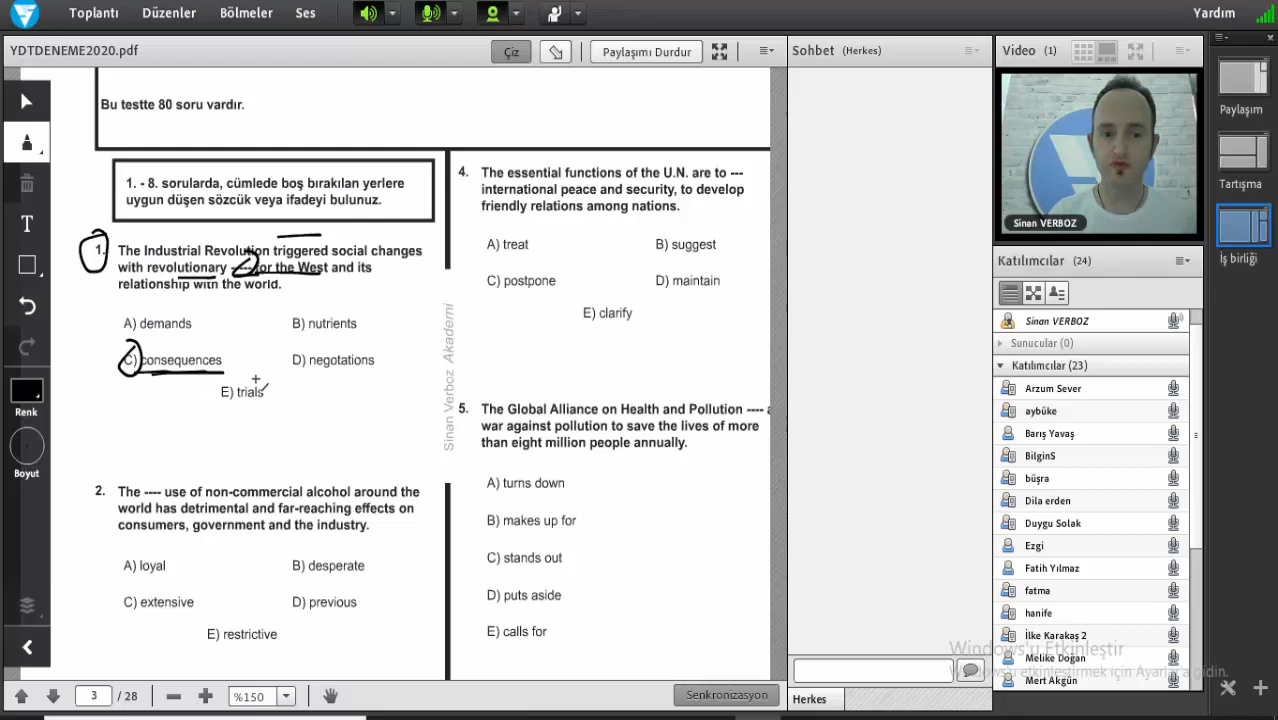 Toplantı Düzenler Bölmeler Ses Yardım
YDTDENEME2020.pdf
Çiz
Paylaşımı Durdur
Bu testte 80 soru vardır.
1. - 8. sorularda, cümlede boş bırakılan yerlere
uygun düşen sözcük veya ifadeyi bulunuz.
1. The Industrial Revolution triggered social changes
with revolutionary ---- for the West and its
relationship with the world.
A) demands B) nutrients
C) consequences D) negotations
E) trials
2. The ---- use of non-commercial alcohol around the
world has detrimental and far-reaching effects on
consumers, government and the industry.
A) loyal B) desperate
C) extensive D) previous
E) restrictive
Sinan Verboz Akademi
4. The essential functions of the U.N. are to ---
international peace and security, to develop
friendly relations among nations.
A) treat B) suggest
C) postpone D) maintain
E) clarify
5. The Global Alliance on Health and Pollution ---- a
war against pollution to save the lives of more
than eight million people annually.
A) turns down
B) makes up for
C) stands out
D) puts aside
E) calls for
Renk
Boyut
3 / 28
%150
Senkronizasyon
Sohbet (Herkes)
Herkes
Video (1)
Sinan VERBOZ
Katılımcılar (24)
Sinan VERBOZ
Sunucular (0)
Katılımcılar (23)
Arzum Sever
aybüke
Barış Yavaş
BilginS
büşra
Dila erden
Duygu Solak
Ezgi
Fatih Yılmaz
fatma
hanife
İlke Karakaş 2
Melike Doğan
Mert Akgün
Paylaşım
Tartışma
İş birliği
Windows'u Etkinleştir
Windows'u etkinleştirmek için Ayarlar'a gidin.